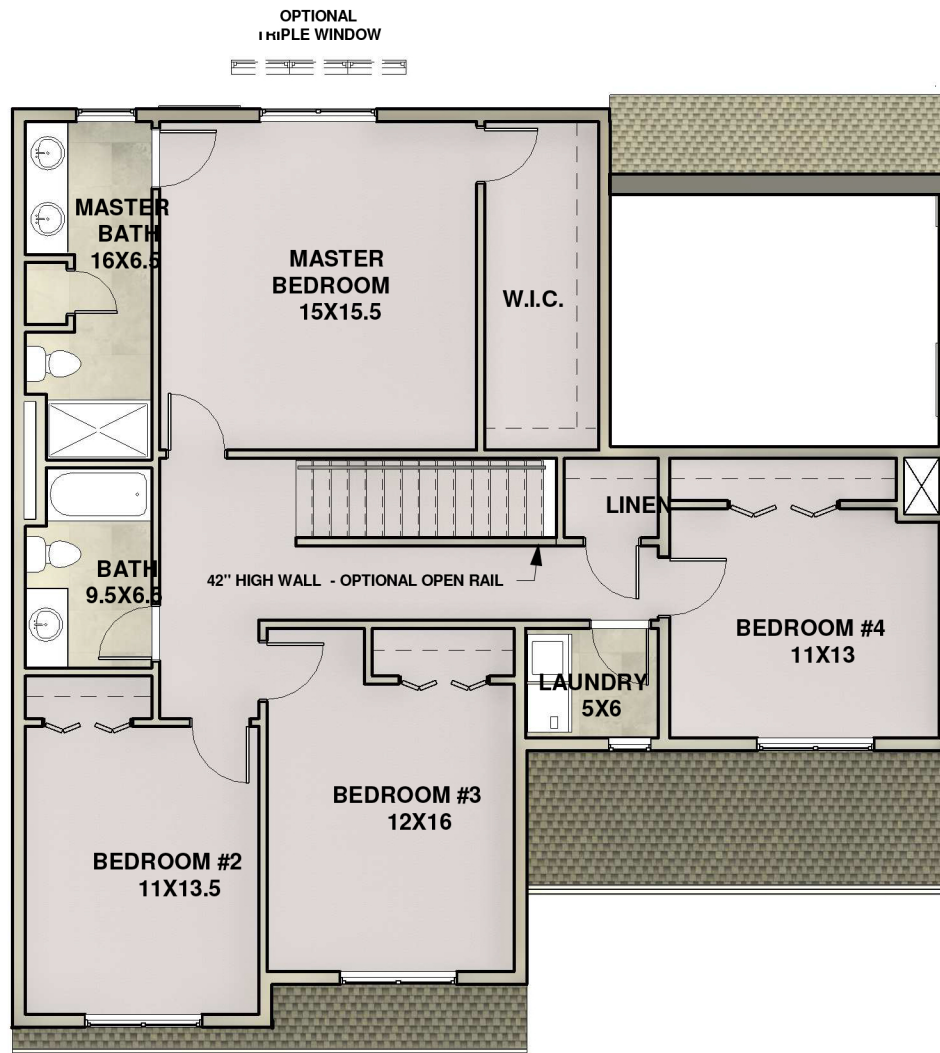 OPTIONAL
TRIPLE WINDOW
MASTER
BATH
16X6.5
MASTER
BEDROOM
15X15.5
W.I.C.
LINEN
BATH
9.5X6.5
42" HIGH WALL - OPTIONAL OPEN RAIL
BEDROOM #4
11X13
LAUNDRY
5X6
BEDROOM #3
12X16
BEDROOM #2
11X13.5